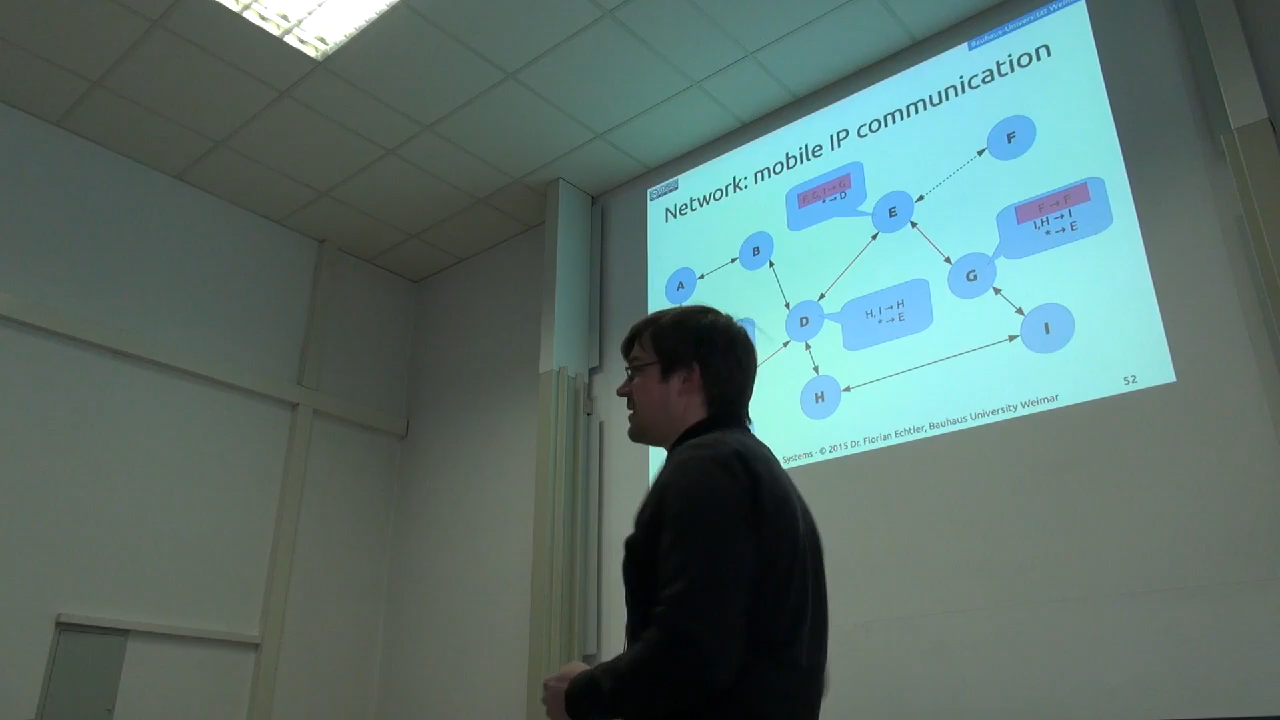 Bauhaus-Universität Weimar
Network: mobile IP communication
F
F, E, I → G
* → D
E
F → F
I,H → I
* → E
B
A
G
D
H, I → H
* → E
I
H
52
Systems - © 2015 Dr. Florian Echtler, Bauhaus University Weimar